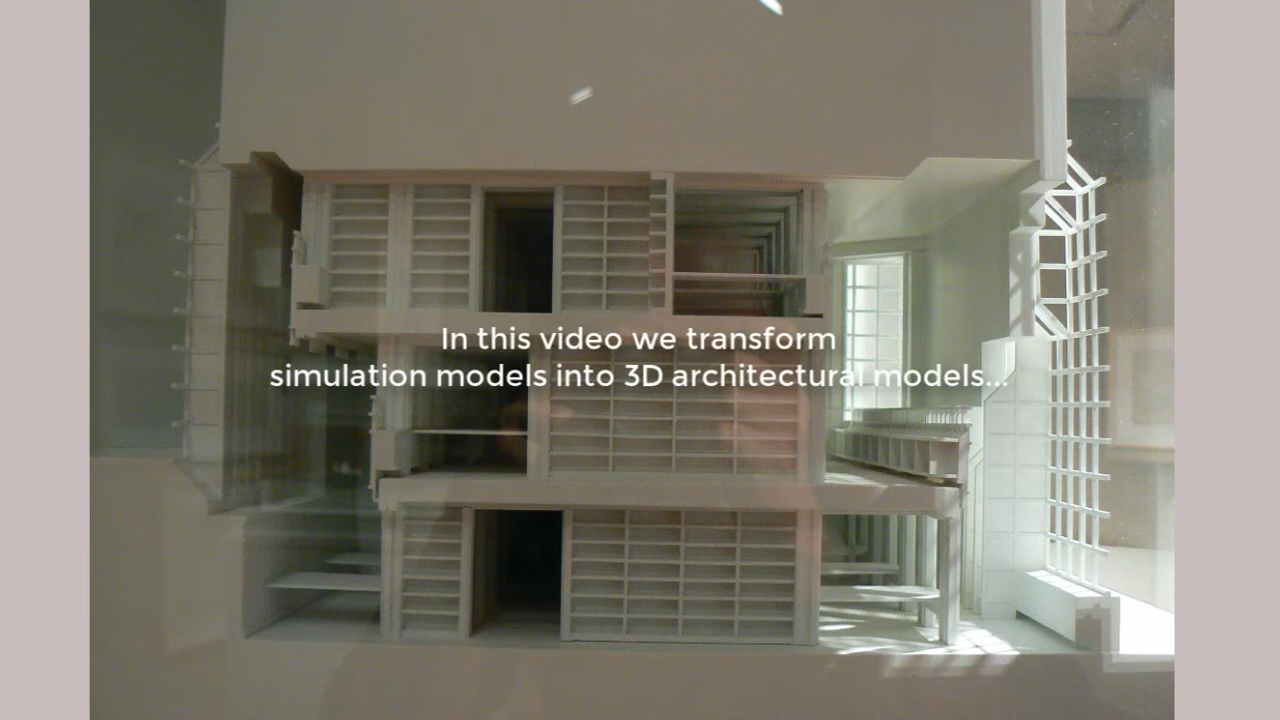 In this video we transform
simulation models into 3D architectural models...